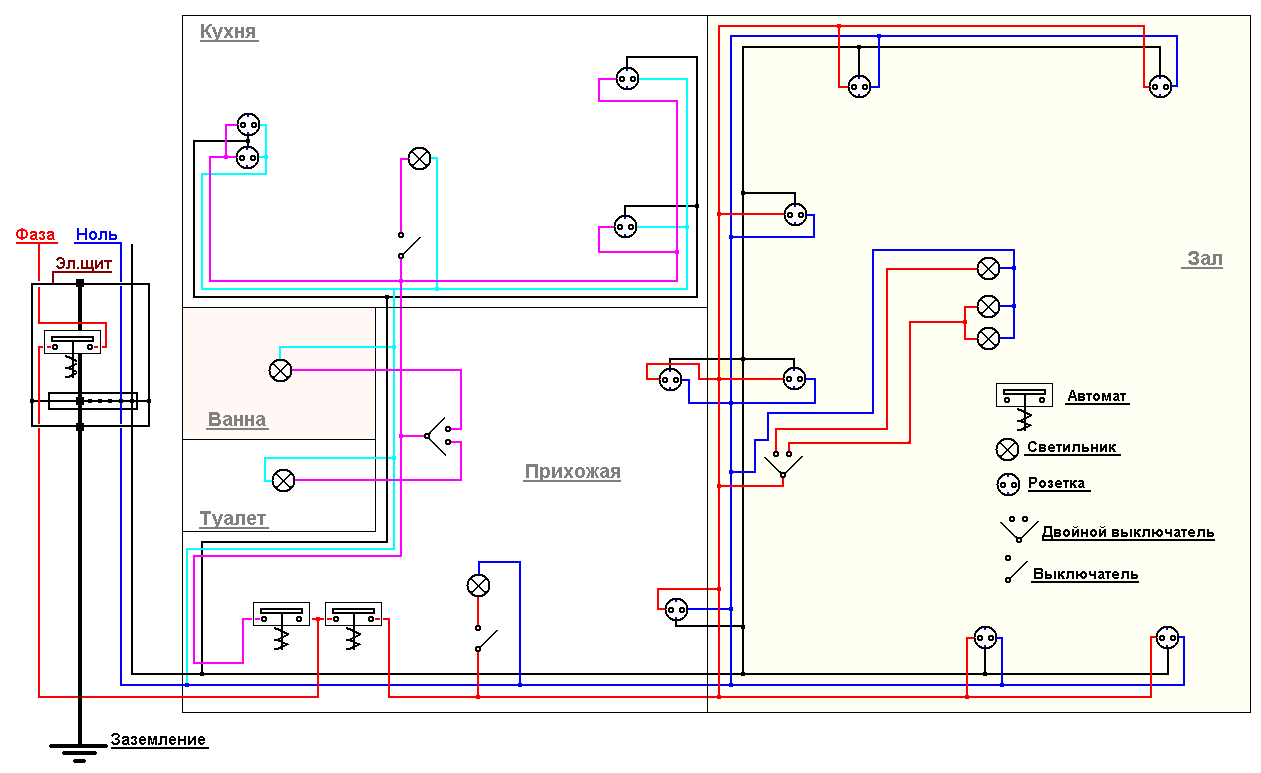 Кухня
Фаза
Ноль
Эл.щит
Зал
Ванна
Автомат
Светильник
Прихожая
Розетка
Туалет
Двойной выключатель
Выключатель
Заземление